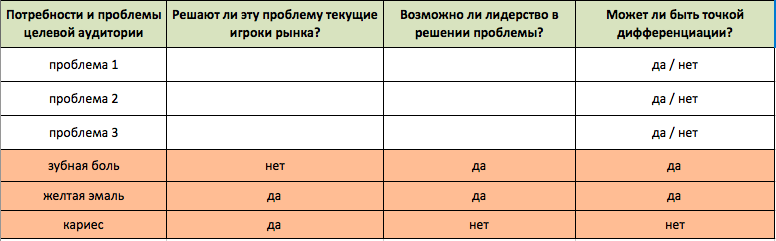 Потребности и проблемы целевой аудитории | Решают ли эту проблему текущие игроки рынка? | Возможно ли лидерство в решении проблемы? | Может ли быть точкой дифференциации?
проблема 1 | | | да / нет
проблема 2 | | | да / нет
проблема 3 | | | да / нет
зубная боль | нет | да | да
желтая эмаль | да | да | да
кариес | да | нет | нет